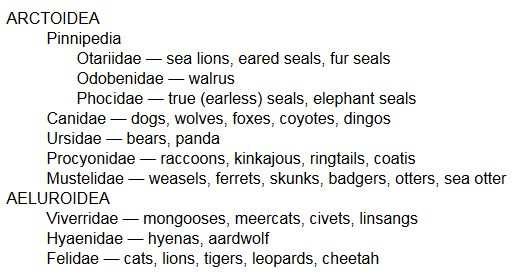 ARCTOIDEA
Pinnipedia
Otariidae — sea lions, eared seals, fur seals
Odobenidae — walrus
Phocidae — true (earless) seals, elephant seals
Canidae — dogs, wolves, foxes, coyotes, dingos
Ursidae — bears, panda
Procyonidae — raccoons, kinkajous, ringtails, coatis
Mustelidae — weasels, ferrets, skunks, badgers, otters, sea otter
AELUROIDEA
Viverridae — mongooses, meercats, civets, linsangs
Hyaenidae — hyenas, aardwolf
Felidae — cats, lions, tigers, leopards, cheetah